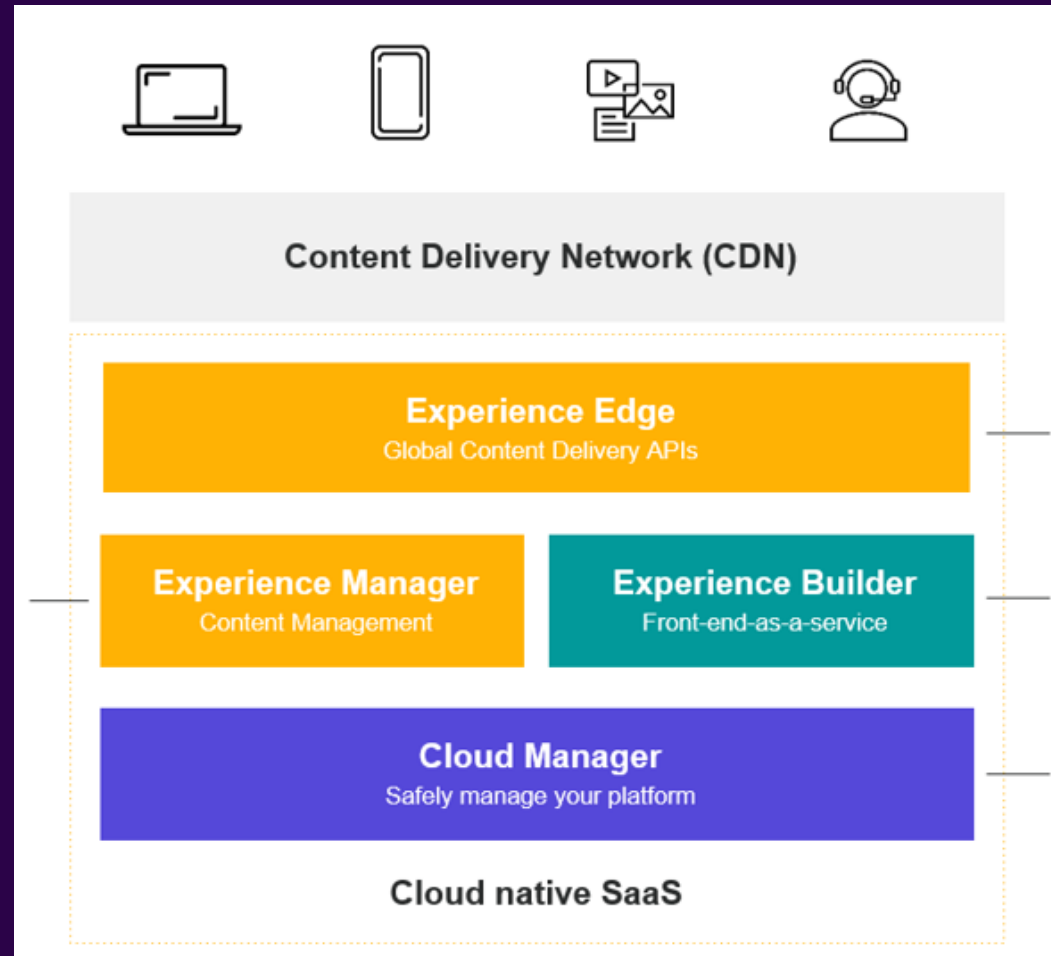 Content Delivery Network (CDN)
Experience Edge
Global Content Delivery APIs
Experience Manager
Content Management
Experience Builder
Front-end-as-a-service
Cloud Manager
Safely manage your platform
Cloud native SaaS